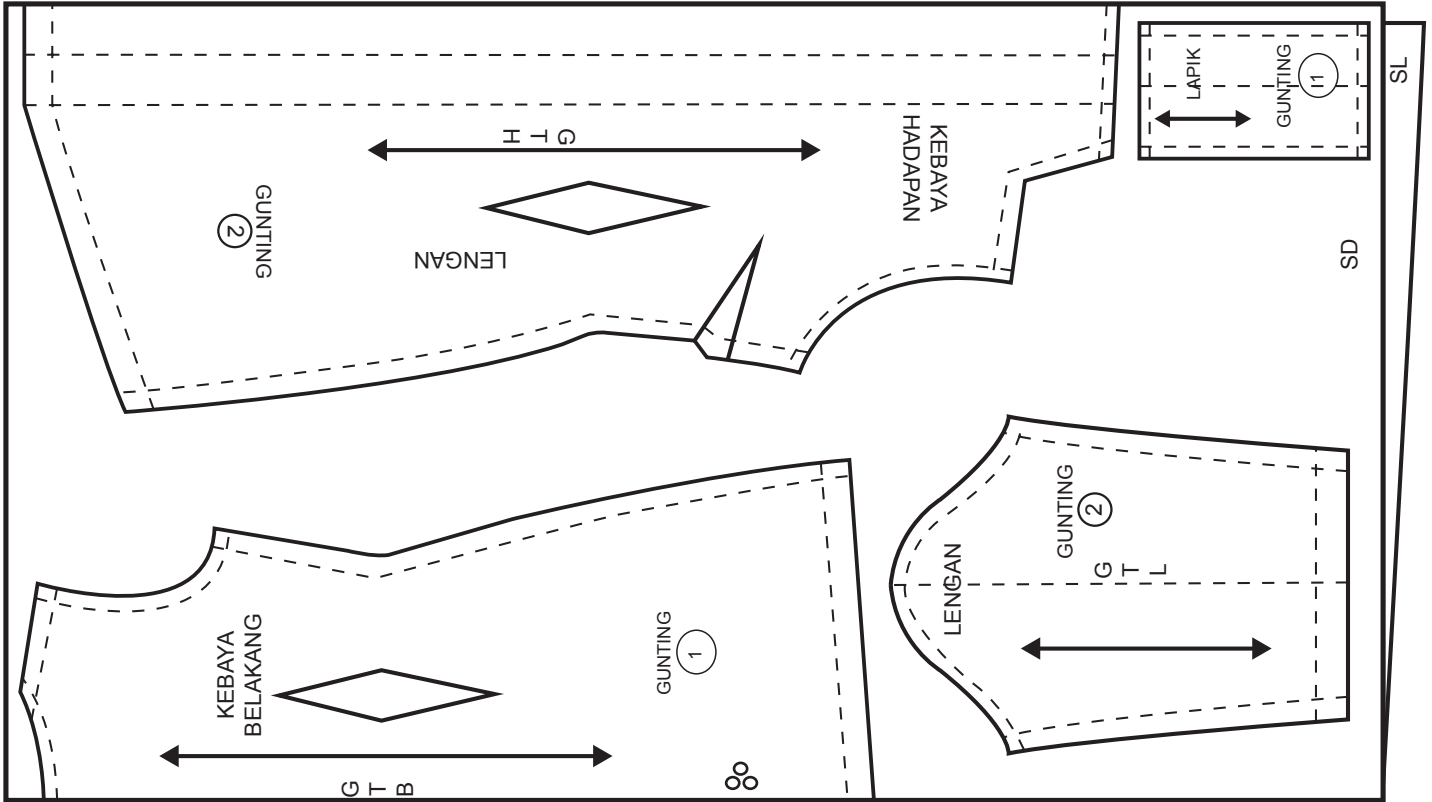 G T H
KEBAYA
HADAPAN
GUNTING
2
LENGAN
LAPIK
GUNTING
1
SL
SD
KEBAYA
BELAKANG
GUNTING
1
G T B
LENGAN
GUNTING
2
G T L